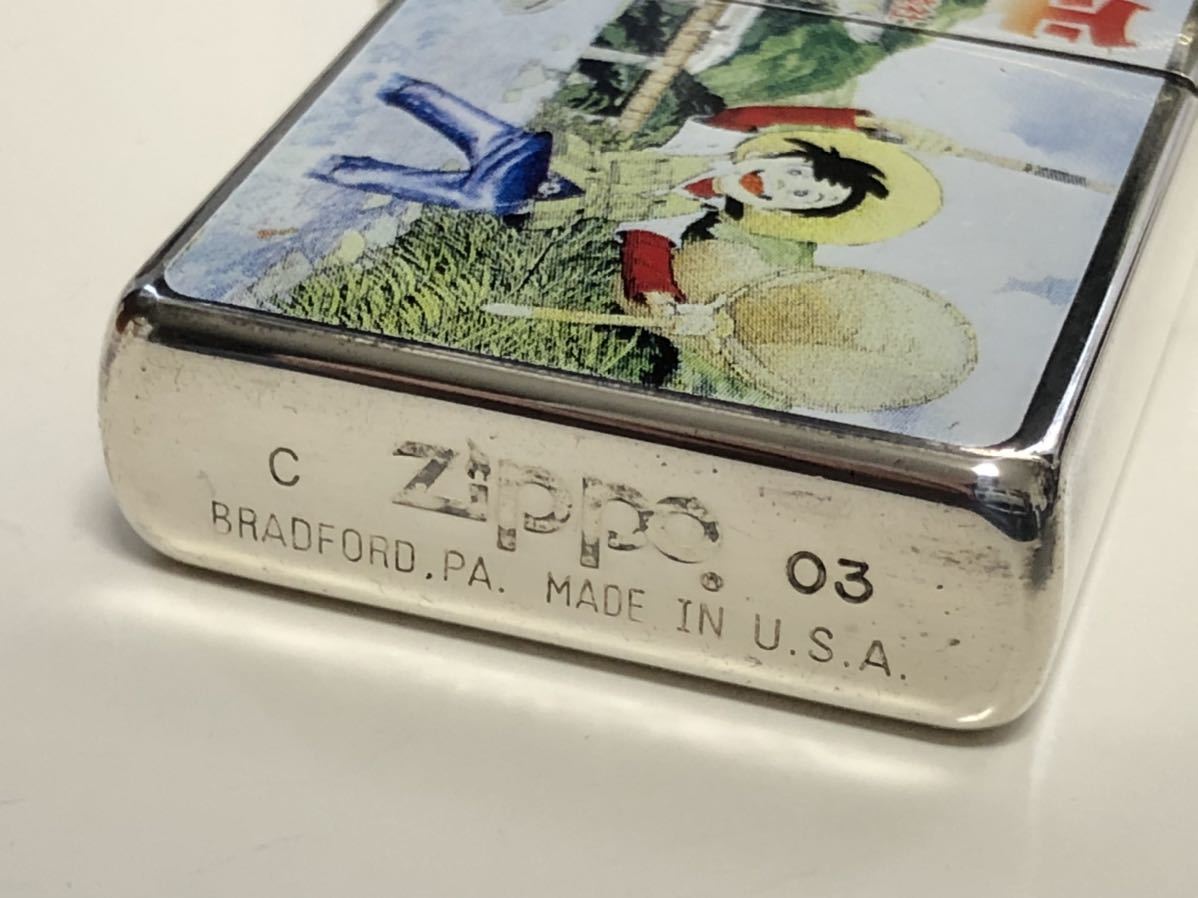 C Zippo® 03
BRADFORD,PA. MADE IN U.S.A.